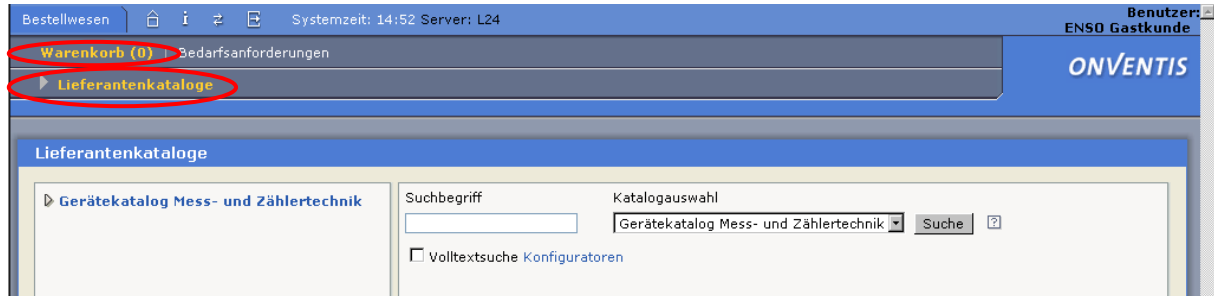 Bestellwesen Systemzeit: 14:52 Server: L24 Benutzer:
ENSO Gastkunde
Warenkorb (0) | Bedarfsanforderungen
ONVENTIS
Lieferantenkataloge
Lieferantenkataloge
Gerätekatalog Mess- und Zählertechnik
Suchbegriff Katalogauswahl
Gerätekatalog Mess- und Zählertechnik Suche ?
Volltextsuche Konfiguratoren